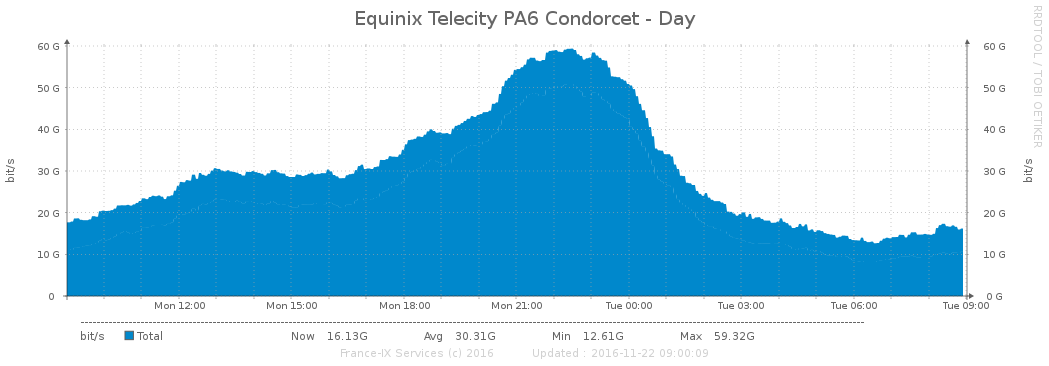 Equinix Telecity PA6 Condorcet - Day
RRDTOOL / TOBI OETIKER
bit/s
60 G
50 G
40 G
30 G
20 G
10 G
0
60 G
50 G
40 G
30 G
20 G
10 G
0 G
bit/s
Mon 12:00 Mon 15:00 Mon 18:00 Mon 21:00 Tue 00:00 Tue 03:00 Tue 06:00 Tue 09:00
bit/s Total Now 16.13G Avg 30.31G Min 12.61G Max 59.32G
France-IX Services (c) 2016 Updated : 2016-11-22 09:00:09